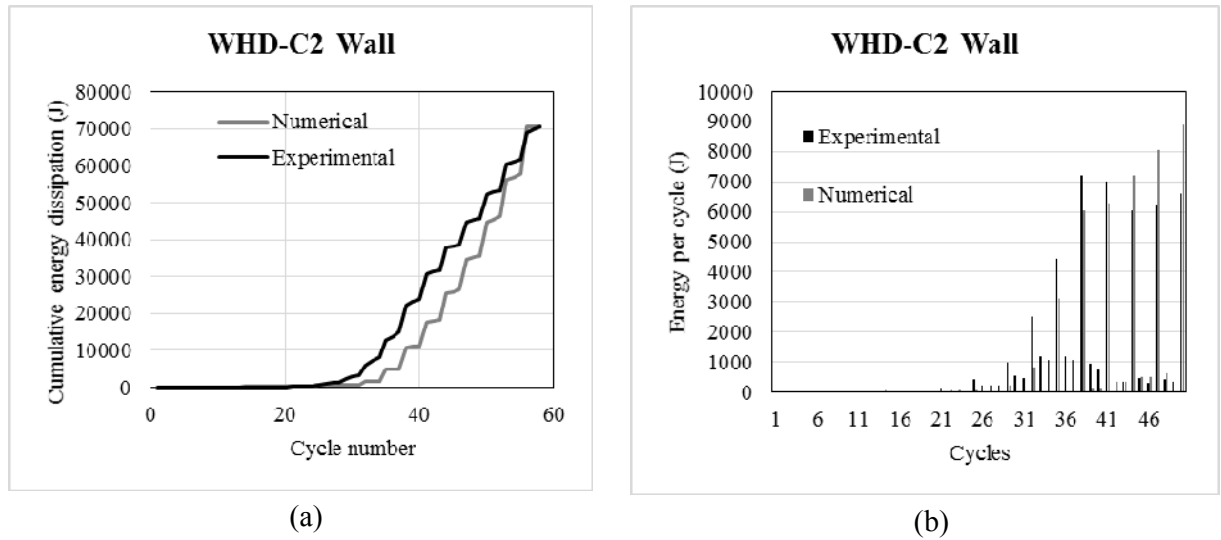 WHD-C2 Wall
Cumulative energy dissipation (J)
80000
70000
60000
50000
40000
30000
20000
10000
0
Numerical
Experimental
0 20 40 60
Cycle number
(a)
WHD-C2 Wall
Energy per cycle (J)
10000
9000
8000
7000
6000
5000
4000
3000
2000
1000
0
Experimental
Numerical
1 6 11 16 21 26 31 36 41 46
Cycles
(b)